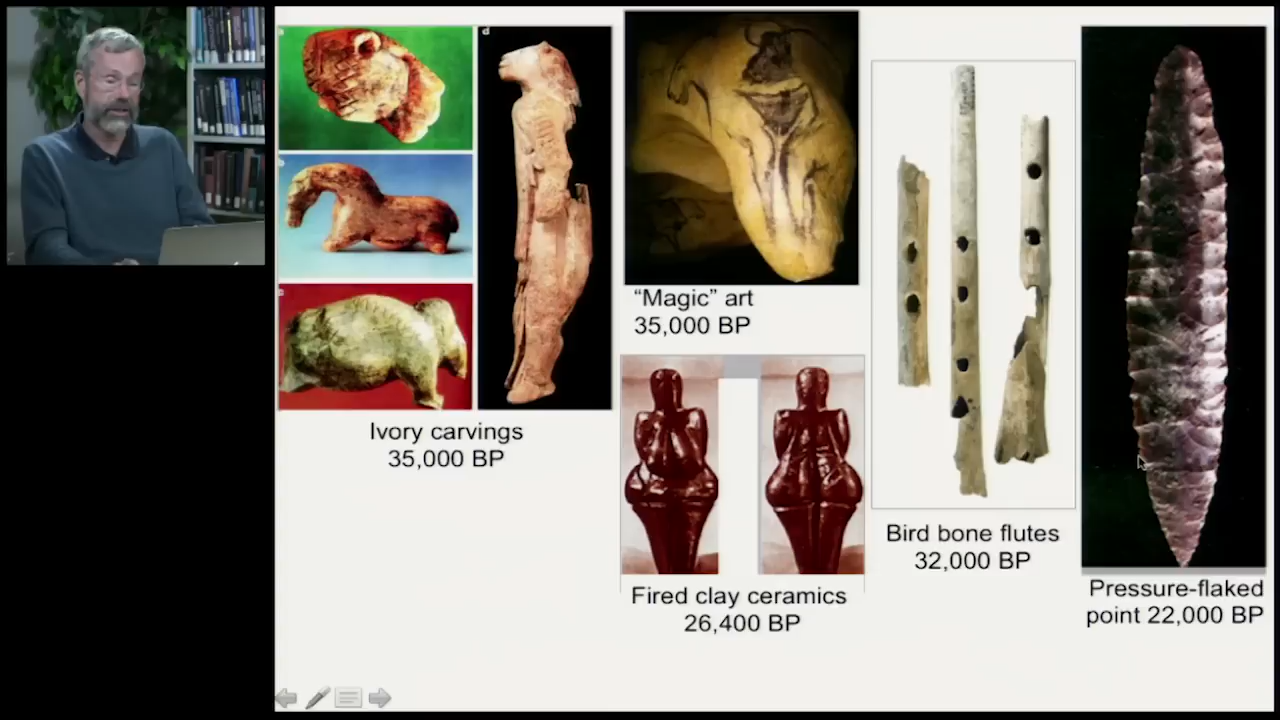 d
"Magic" art
35,000 BP
Ivory carvings
35,000 BP
Bird bone flutes
32,000 BP
Fired clay ceramics
26,400 BP
Pressure-flaked
point 22,000 BP